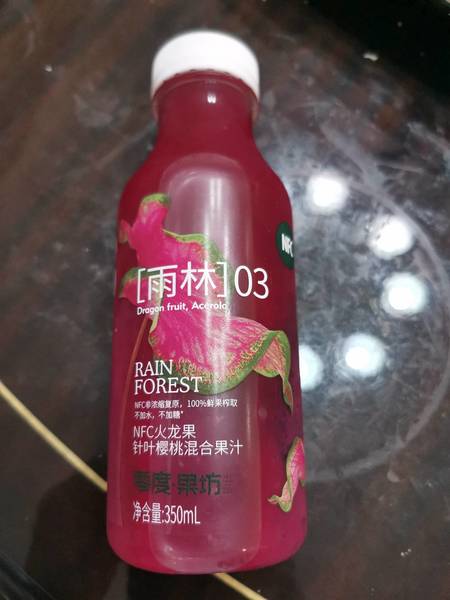 NFC
[雨林]03
Dragon fruit, Acerola
RAIN
FOREST
NFC非浓缩复原，100%鲜果榨取
不加水，不加糖*
NFC火龙果
针叶樱桃混合果汁
零度·果坊
净含量:350mL